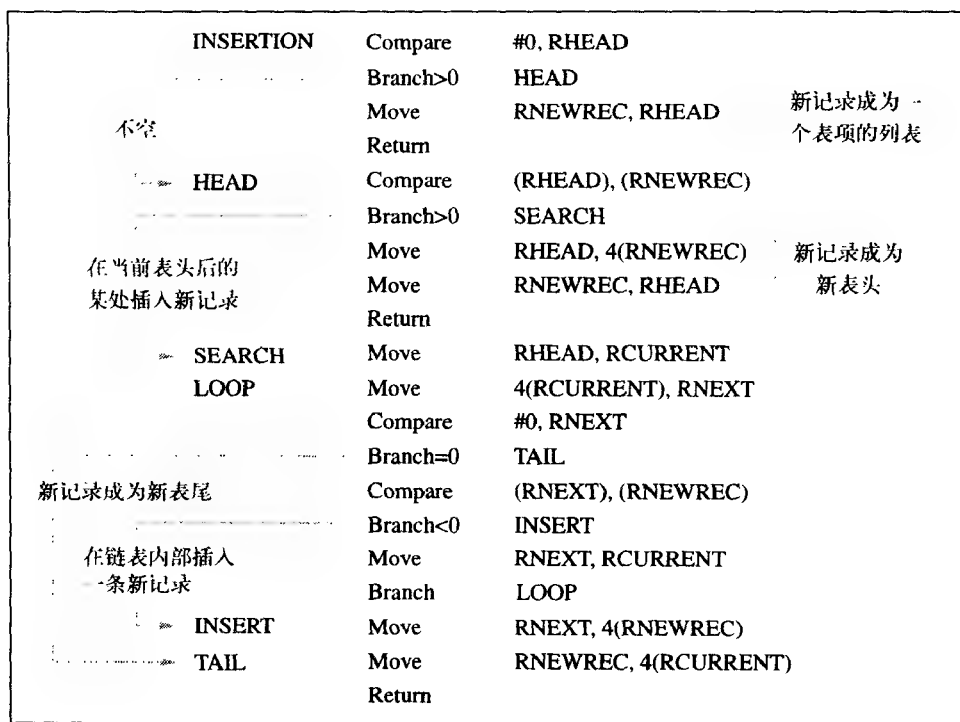 INSERTION Compare #0, RHEAD
Branch>0 HEAD
Move RNEWREC, RHEAD
新记录成为一
个表项的列表
不空
Return
HEAD Compare (RHEAD), (RNEWREC)
Branch>0 SEARCH
Move RHEAD, 4(RNEWREC)
新记录成为
新表头
在当前表头后的
某处插入新记录
Move RNEWREC, RHEAD
Return
SEARCH Move RHEAD, RCURRENT
LOOP Move 4(RCURRENT), RNEXT
Compare #0, RNEXT
Branch=0 TAIL
新记录成为新表尾
Compare (RNEXT), (RNEWREC)
Branch<0 INSERT
在链表内部插入
一条新记录
Move RNEXT, RCURRENT
Branch LOOP
INSERT Move RNEXT, 4(RNEWREC)
TAIL Move RNEWREC, 4(RCURRENT)
Return